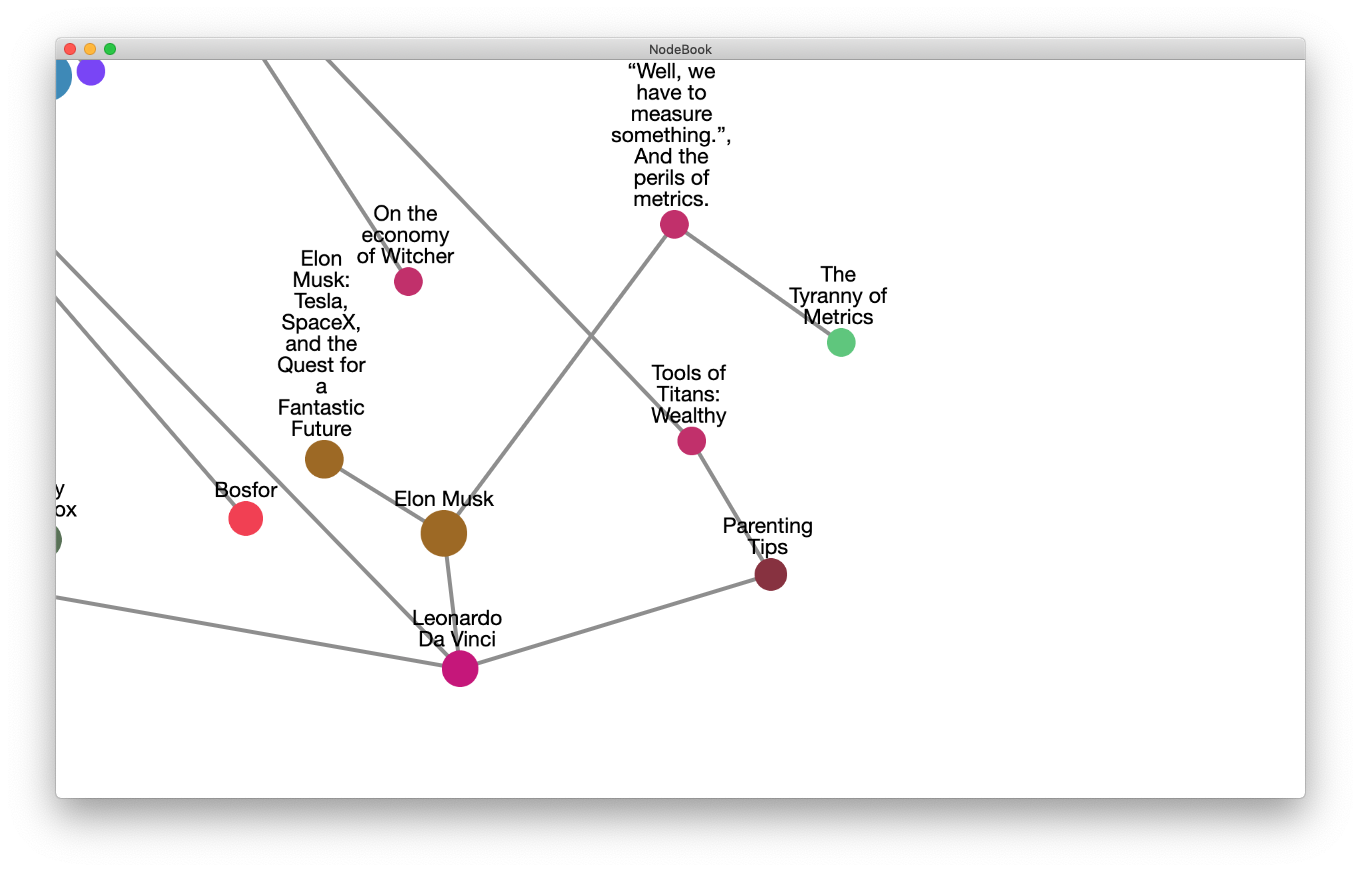 NodeBook
“Well, we
have to
measure
something.”,
And the
perils of
metrics.
On the
economy
of Witcher
Elon
Musk:
Tesla,
SpaceX,
and the
Quest for
a
Fantastic
Future
The
Tyranny of
Metrics
Tools of
Titans:
Wealthy
y
ox
Bosfor
Elon Musk
Parenting
Tips
Leonardo
Da Vinci